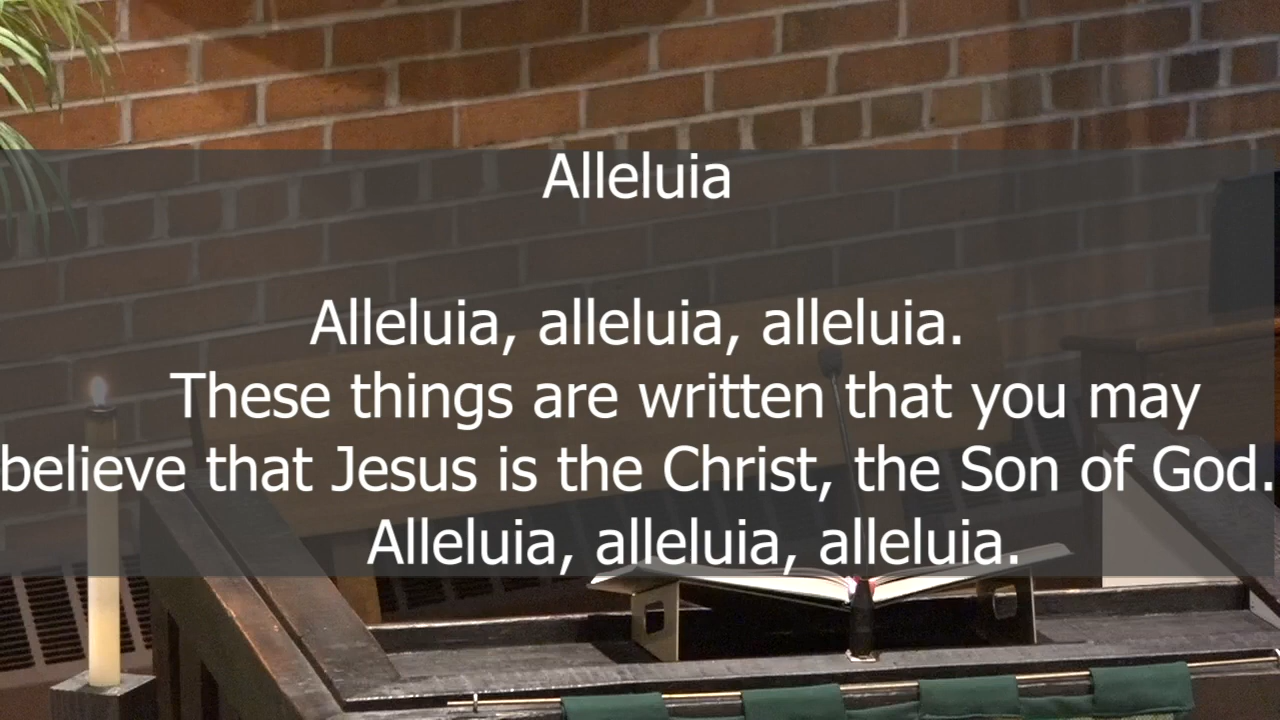 Alleluia
Alleluia, alleluia, alleluia.
These things are written that you may
believe that Jesus is the Christ, the Son of God.
Alleluia, alleluia, alleluia.